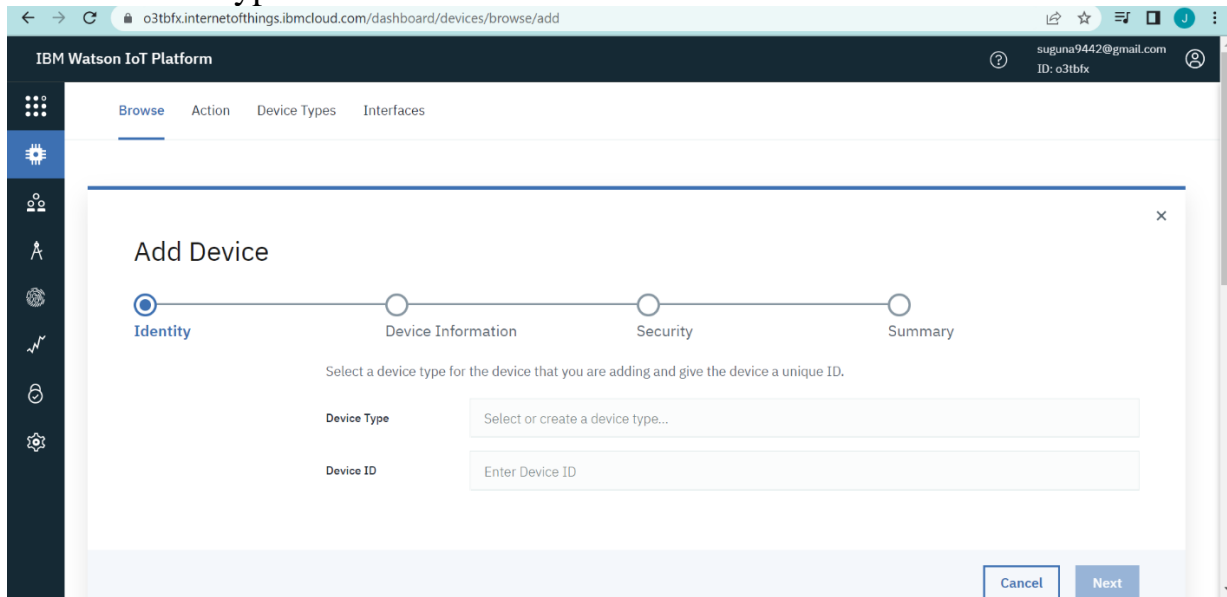 o3tbfx.internetofthings.ibmcloud.com/dashboard/devices/browse/add
J
IBM Watson IoT Platform
suguna9442@gmail.com
ID: o3tbfx
Browse Action Device Types Interfaces
Add Device
Identity Device Information Security Summary
Select a device type for the device that you are adding and give the device a unique ID.
Device Type Select or create a device type...
Device ID Enter Device ID
Cancel Next